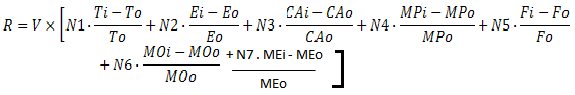 R = V × [N1·(Ti−To)/To + N2·(Ei−Eo)/Eo + N3·(CAi−CAo)/CAo + N4·(MPi−MPo)/MPo + N5·(Fi−Fo)/Fo
+ N6·(MOi−MOo)/MOo + N7 . MEi - MEo / MEo ]